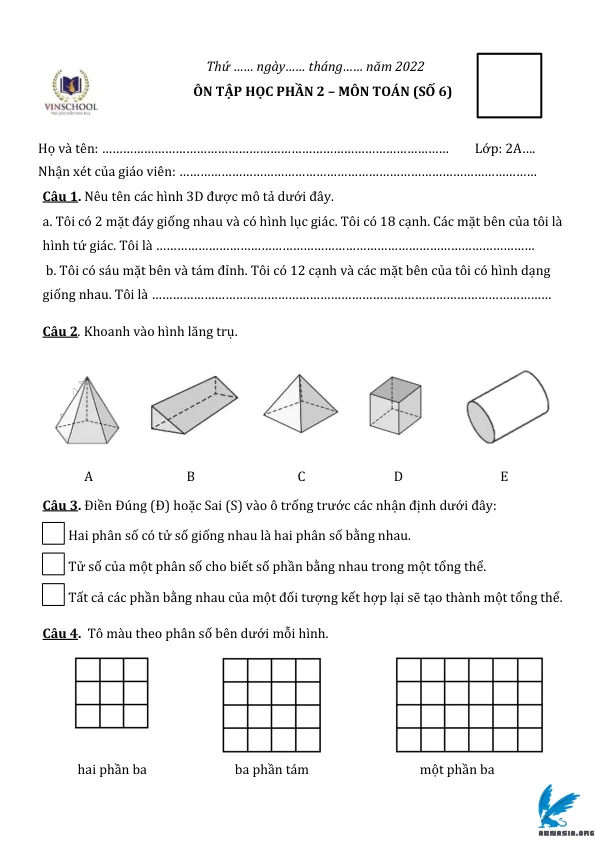 Thứ …… ngày…… tháng…… năm 2022
ÔN TẬP HỌC PHẦN 2 – MÔN TOÁN (SỐ 6)
VINSCHOOL
Họ và tên: ………………………………………………………………………………………… Lớp: 2A….
Nhận xét của giáo viên: ……………………………………………………………………………………………
Câu 1. Nêu tên các hình 3D được mô tả dưới đây.
a. Tôi có 2 mặt đáy giống nhau và có hình lục giác. Tôi có 18 cạnh. Các mặt bên của tôi là
hình tứ giác. Tôi là …………………………………………………………………………………………………
b. Tôi có sáu mặt bên và tám đỉnh. Tôi có 12 cạnh và các mặt bên của tôi có hình dạng
giống nhau. Tôi là ………………………………………………………………………………………………………
Câu 2. Khoanh vào hình lăng trụ.
A B C D E
Câu 3. Điền Đúng (Đ) hoặc Sai (S) vào ô trống trước các nhận định dưới đây:
Hai phân số có tử số giống nhau là hai phân số bằng nhau.
Tử số của một phân số cho biết số phần bằng nhau trong một tổng thể.
Tất cả các phần bằng nhau của một đối tượng kết hợp lại sẽ tạo thành một tổng thể.
Câu 4. Tô màu theo phân số bên dưới mỗi hình.
hai phần ba ba phần tám một phần ba
ABNASIA.ORG